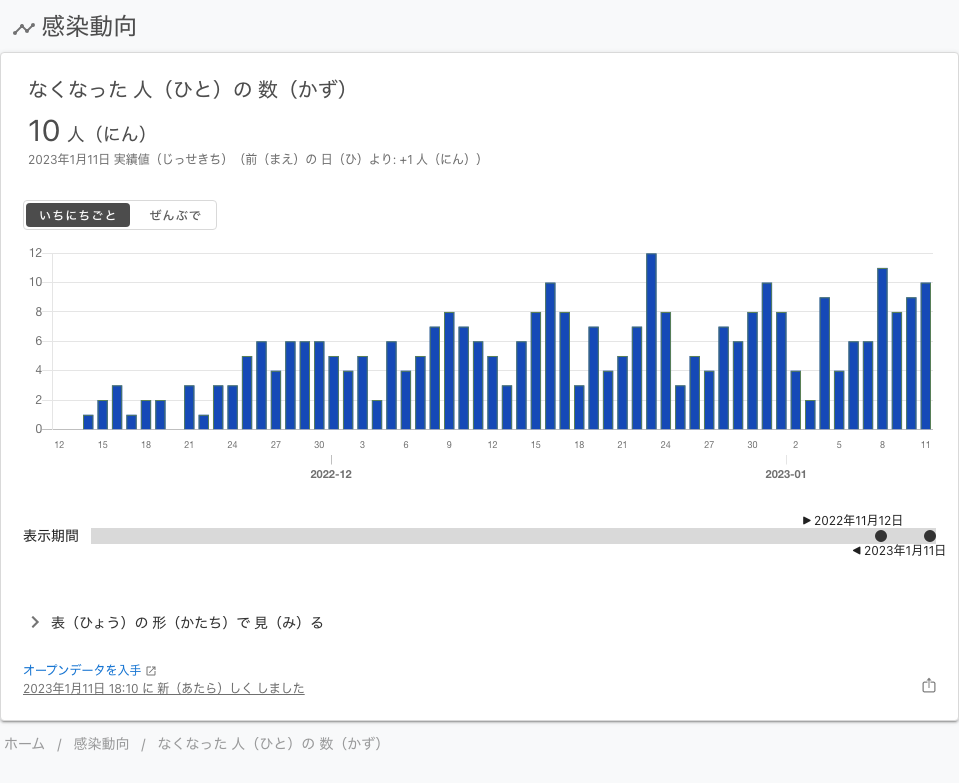 感染動向
なくなった 人（ひと）の 数（かず）
10 人（にん）
2023年1月11日 実績値（じっせきち）（前（まえ）の 日（ひ）より: +1 人（にん））
いちにちごと ぜんぶで
12
10
8
6
4
2
0
12 15 18 21 24 27 30 3 6 9 12 15 18 21 24 27 30 2 5 8 11
2022-12 2023-01
▶ 2022年11月12日
表示期間
◀ 2023年1月11日
表（ひょう）の 形（かたち）で 見（み）る
オープンデータを入手
2023年1月11日 18:10 に 新（あたら）しく しました
ホーム / 感染動向 / なくなった 人（ひと）の 数（かず）